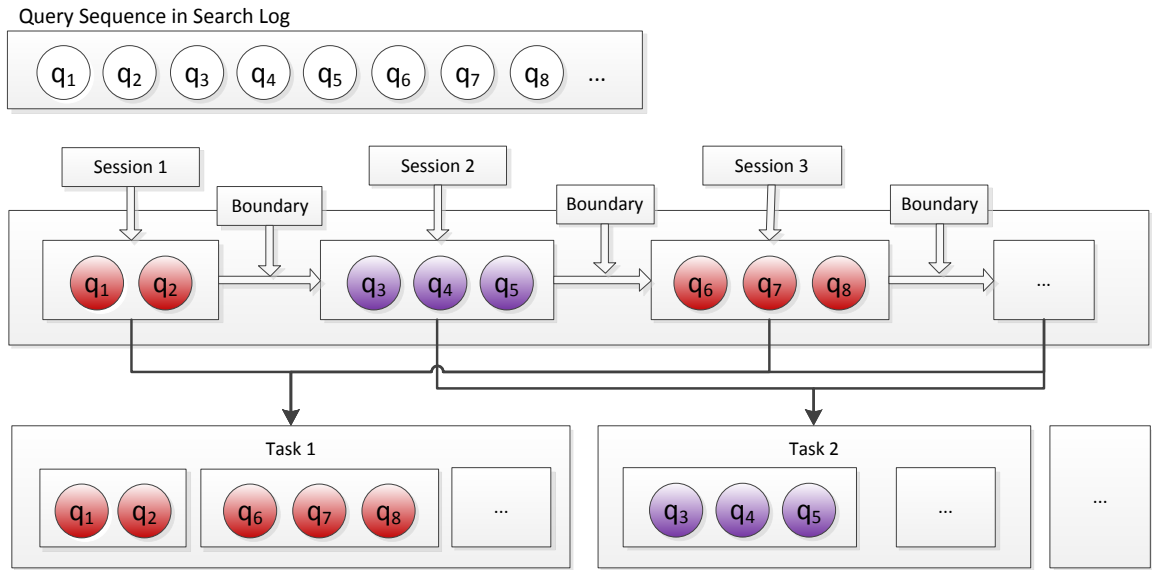 Query Sequence in Search Log
q1 q2 q3 q4 q5 q6 q7 q8 ...
Session 1 Session 2 Session 3
Boundary Boundary Boundary
q1 q2 q3 q4 q5 q6 q7 q8 ...
Task 1 Task 2
q1 q2 q6 q7 q8 ... q3 q4 q5 ... ...